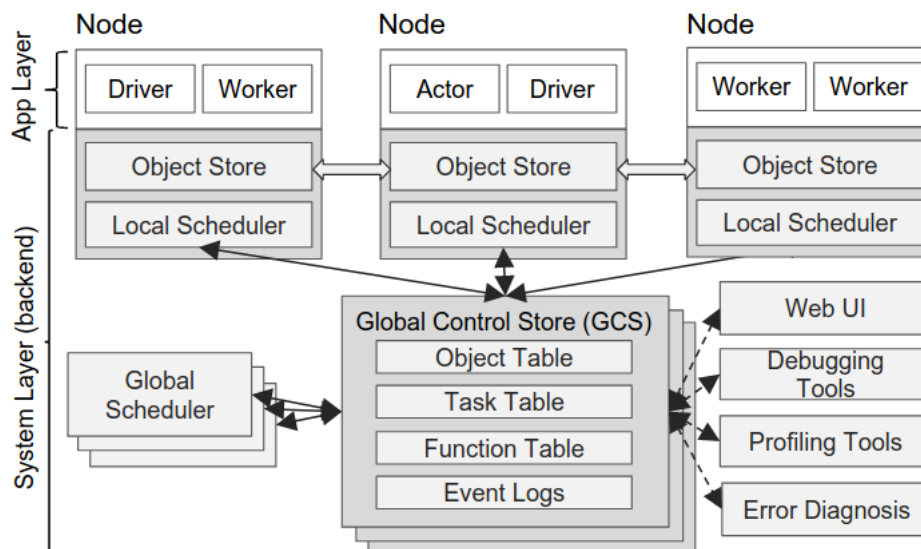 Node
Node
Node
App Layer
Driver
Worker
Actor
Driver
Worker
Worker
System Layer (backend)
Object Store
Object Store
Object Store
Local Scheduler
Local Scheduler
Local Scheduler
Global Control Store (GCS)
Object Table
Task Table
Function Table
Event Logs
Global
Scheduler
Web UI
Debugging
Tools
Profiling Tools
Error Diagnosis